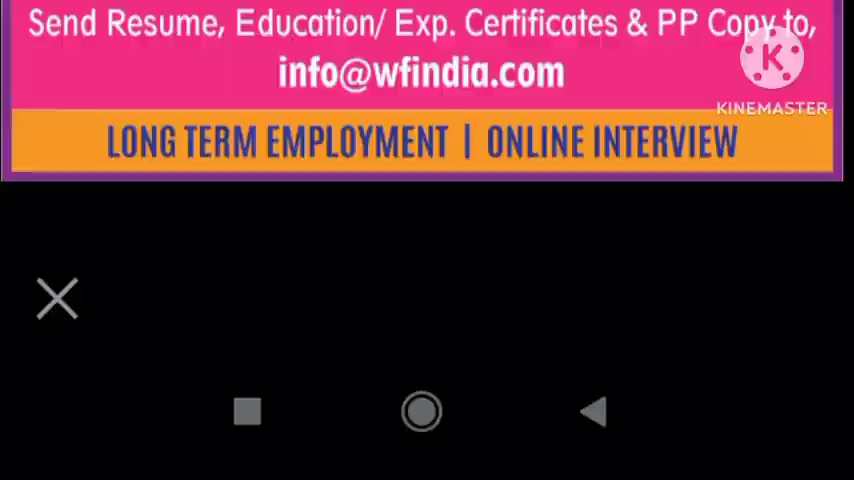 Send Resume, Education/ Exp. Certificates & PP Copy to,
info@wfindia.com
K
KINEMASTER
LONG TERM EMPLOYMENT | ONLINE INTERVIEW